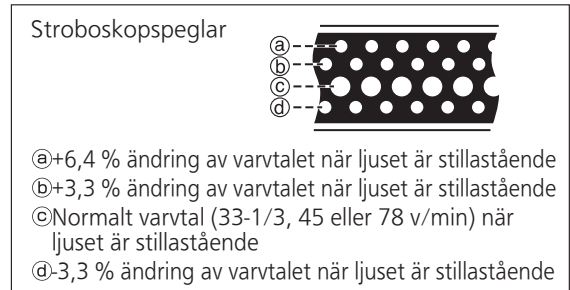 Stroboskopspeglar
ⓐ
ⓑ
ⓒ
ⓓ
ⓐ+6,4 % ändring av varvtalet när ljuset är stillastående
ⓑ+3,3 % ändring av varvtalet när ljuset är stillastående
ⓒNormalt varvtal (33-1/3, 45 eller 78 v/min) när
ljuset är stillastående
ⓓ-3,3 % ändring av varvtalet när ljuset är stillastående